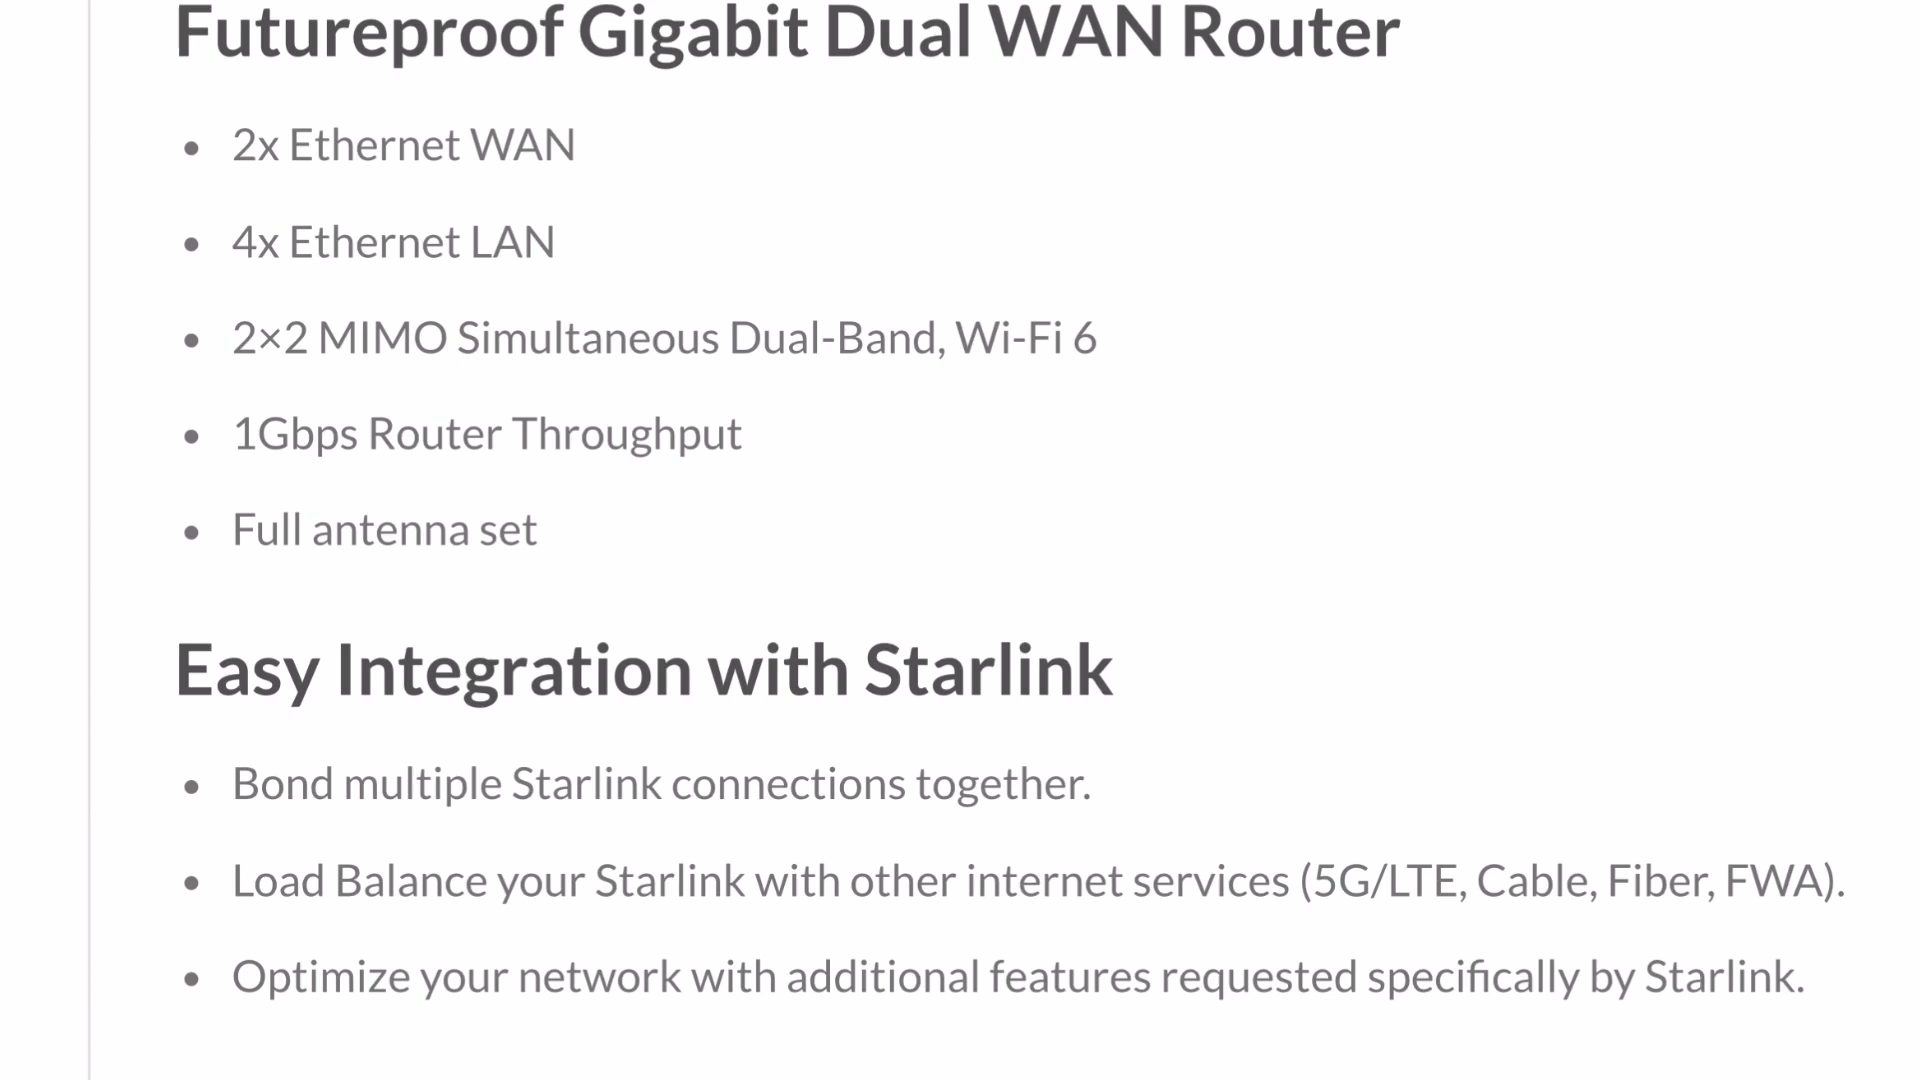 Futureproof Gigabit Dual WAN Router
• 2x Ethernet WAN
• 4x Ethernet LAN
• 2×2 MIMO Simultaneous Dual-Band, Wi-Fi 6
• 1Gbps Router Throughput
• Full antenna set
Easy Integration with Starlink
• Bond multiple Starlink connections together.
• Load Balance your Starlink with other internet services (5G/LTE, Cable, Fiber, FWA).
• Optimize your network with additional features requested specifically by Starlink.